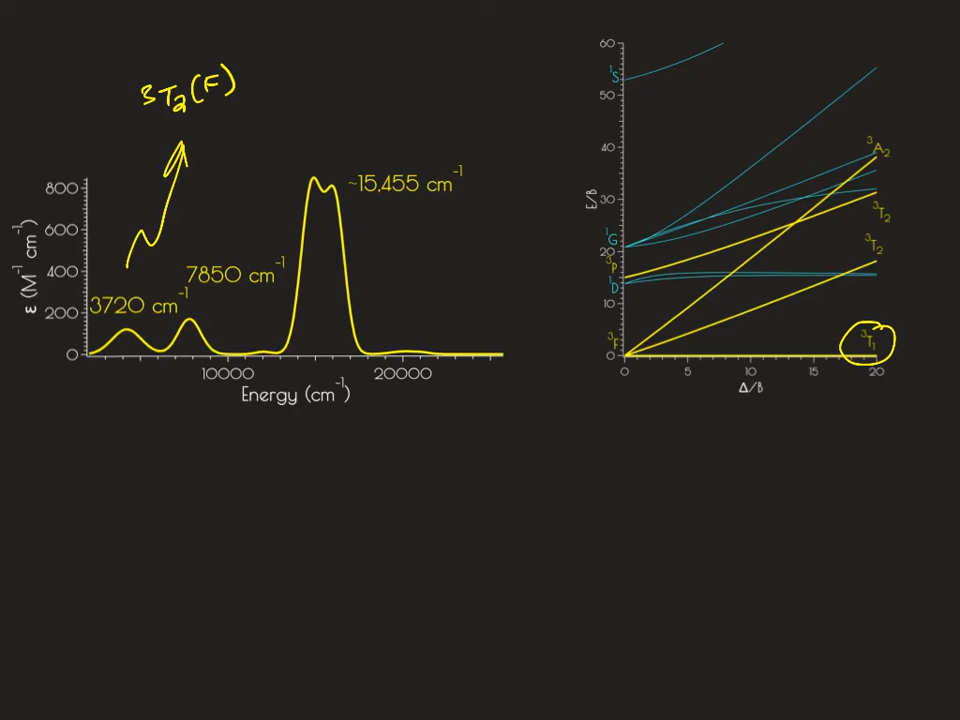 ³T₂(F)
800
600
400
200
0
ε (M⁻¹ cm⁻¹)
3720 cm⁻¹
7850 cm⁻¹
~15,455 cm⁻¹
10000
20000
Energy (cm⁻¹)
60
50
40
30
20
10
0
E/B
¹S
¹G
³P
¹D
³F
³A₂
³T₂
³T₂
³T₁
0
5
10
15
20
Δ/B